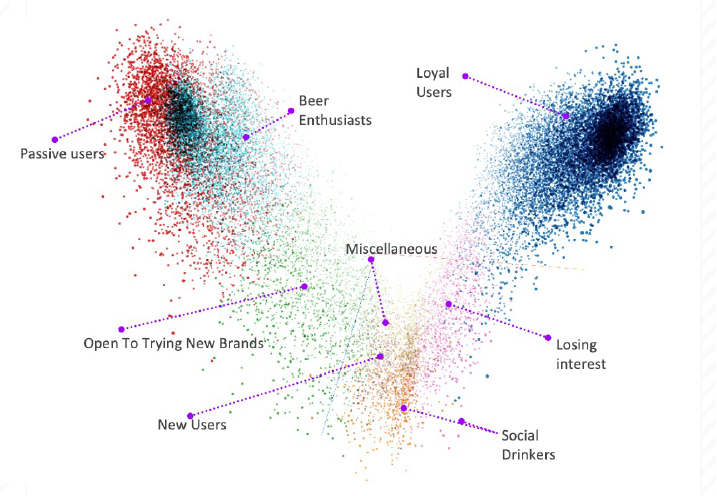 Loyal
Users
Beer
Enthusiasts
Passive users
Miscellaneous
Open To Trying New Brands
Losing
interest
New Users
Social
Drinkers